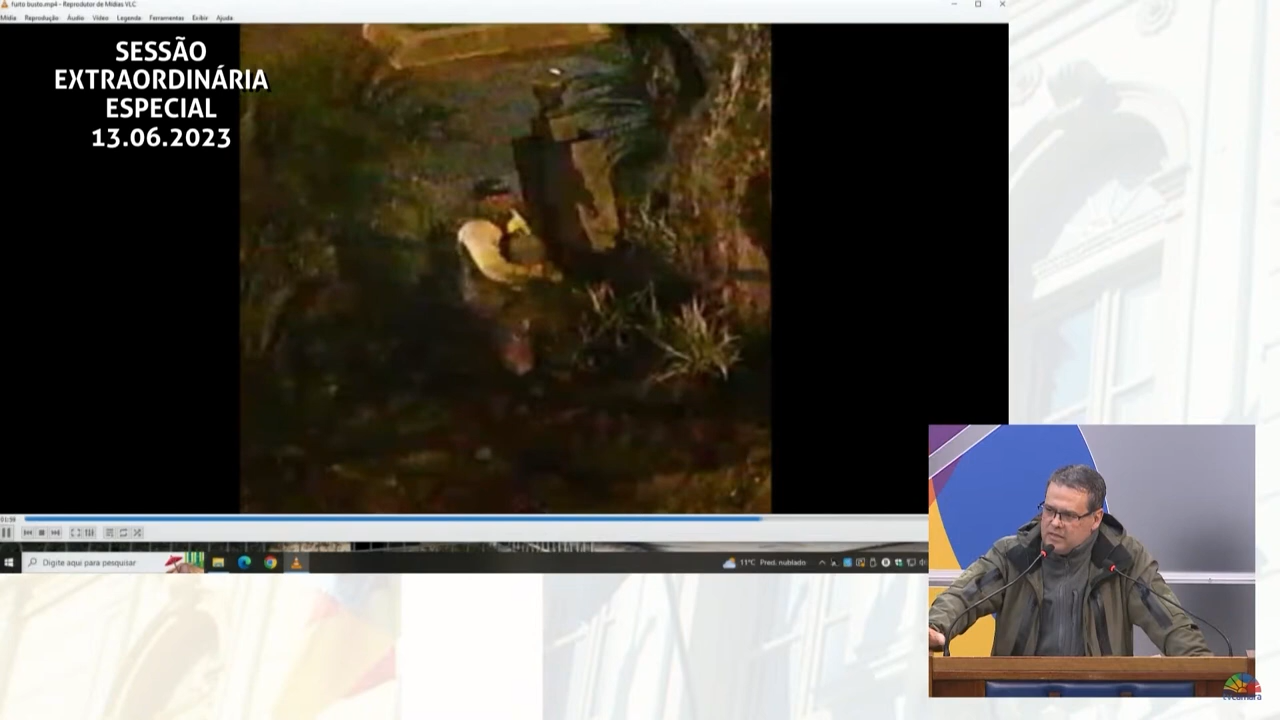 furto busto.mp4 - Reprodutor de Mídias VLC
Mídia Reprodução Áudio Vídeo Legenda Ferramentas Exibir Ajuda
SESSÃO
EXTRAORDINÁRIA
ESPECIAL
13.06.2023
Digite aqui para pesquisar
11°C Pred. nublado
tvcâmara